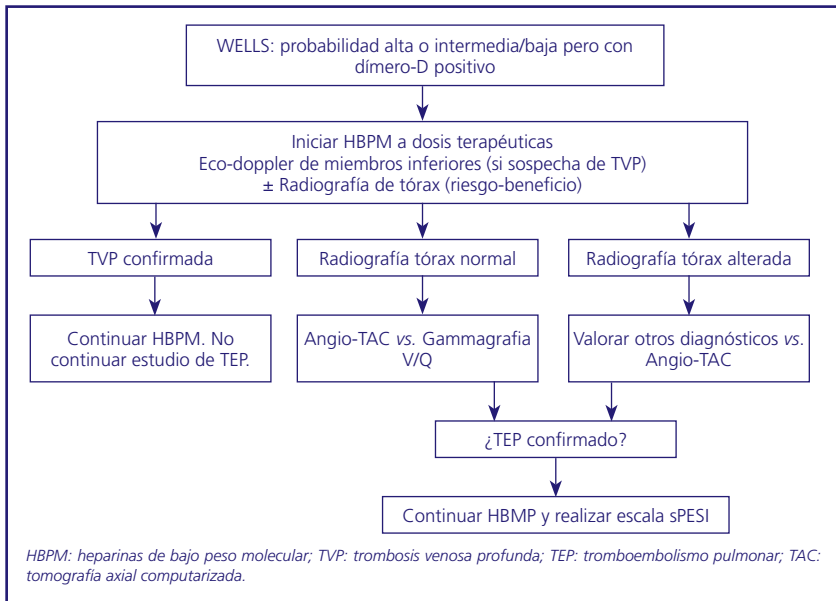 WELLS: probabilidad alta o intermedia/baja pero con
dímero-D positivo
Iniciar HBPM a dosis terapéuticas
Eco-doppler de miembros inferiores (si sospecha de TVP)
± Radiografía de tórax (riesgo-beneficio)
TVP confirmada
Radiografía tórax normal
Radiografía tórax alterada
Continuar HBPM. No
continuar estudio de TEP.
Angio-TAC vs. Gammagrafia
V/Q
Valorar otros diagnósticos vs.
Angio-TAC
¿TEP confirmado?
Continuar HBMP y realizar escala sPESI
HBPM: heparinas de bajo peso molecular; TVP: trombosis venosa profunda; TEP: tromboembolismo pulmonar; TAC:
tomografía axial computarizada.